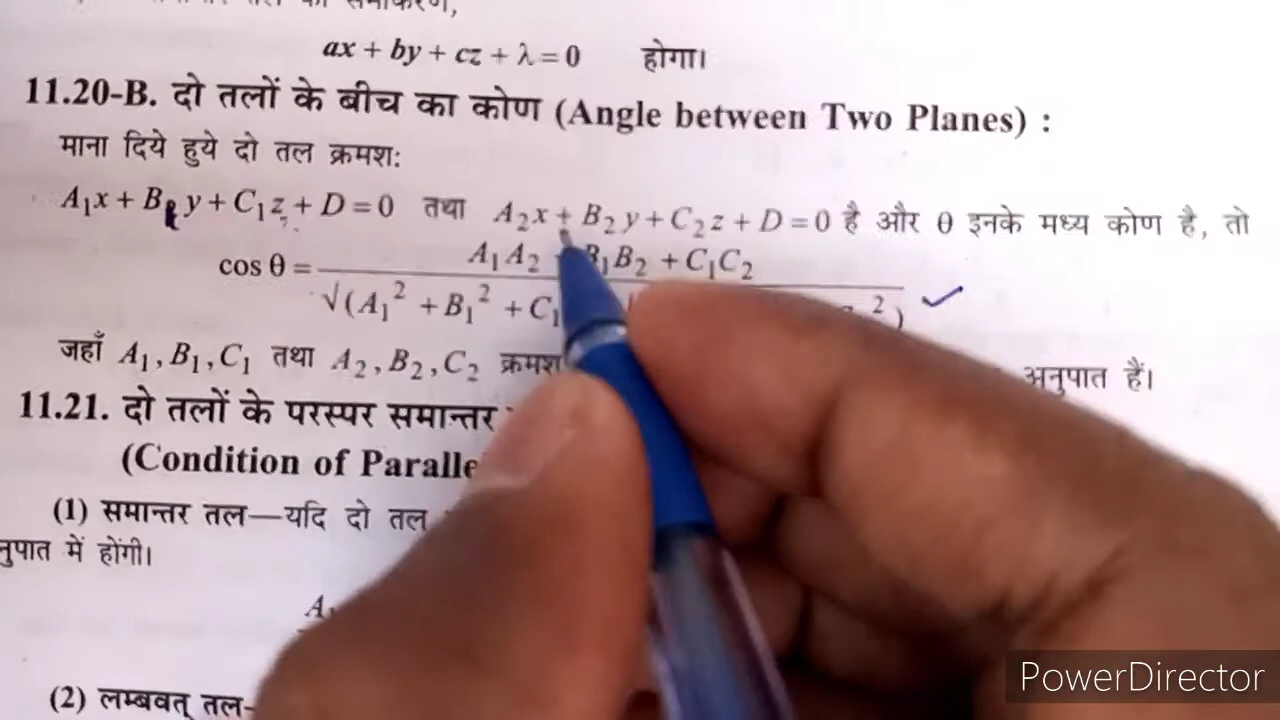 ax + by + cz + λ = 0 होगा।
11.20-B. दो तलों के बीच का कोण (Angle between Two Planes) :
माना दिये हुये दो तल क्रमशः
A₁x + B₁y + C₁z + D = 0 तथा A₂x + B₂y + C₂z + D = 0 है और θ इनके मध्य कोण है, तो
cos θ = A₁A₂ B₁B₂ + C₁C₂
√(A₁² + B₁² + C₁ ²)
जहाँ A₁, B₁, C₁ तथा A₂, B₂, C₂ अनुपात हैं।
11.21. दो तलों के परस्पर समान्तर
(Condition of
(1) समान्तर तल—यदि दो तल
में होंगी।
A
(2) लम्बवत् तल-
PowerDirector